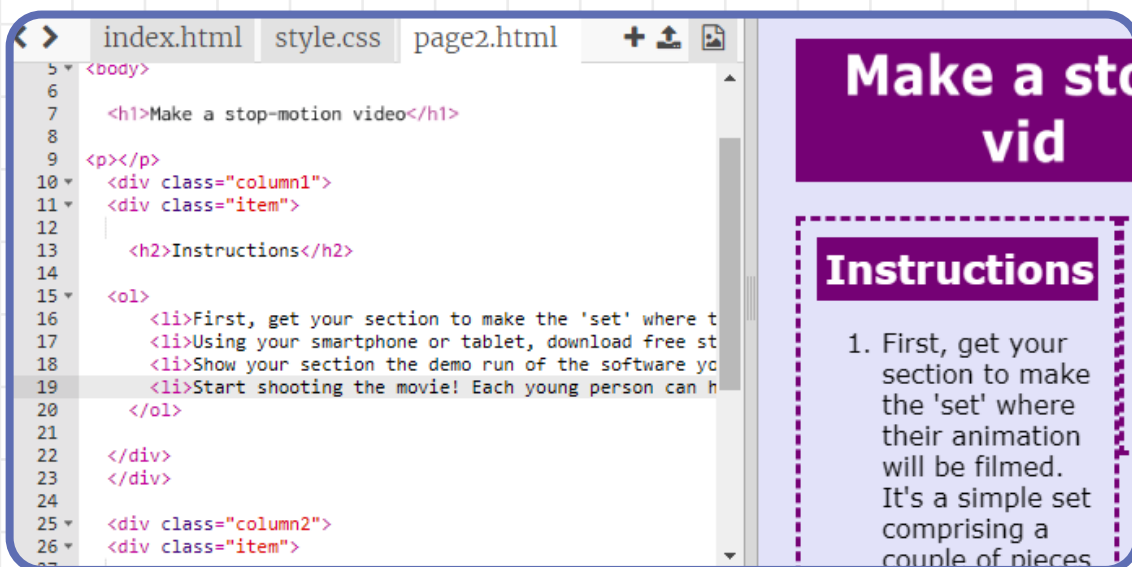 index.html style.css page2.html
5 <body>
6
7 <h1>Make a stop-motion video</h1>
8
9 <p></p>
10 <div class="column1">
11 <div class="item">
12
13 <h2>Instructions</h2>
14
15 <ol>
16 <li>First, get your section to make the 'set' where t
17 <li>Using your smartphone or tablet, download free st
18 <li>Show your section the demo run of the software yo
19 <li>Start shooting the movie! Each young person can h
20 </ol>
21
22 </div>
23 </div>
24
25 <div class="column2">
26 <div class="item">
27
Make a sto
vid
Instructions
1. First, get your
section to make
the 'set' where
their animation
will be filmed.
It's a simple set
comprising a
couple of pieces